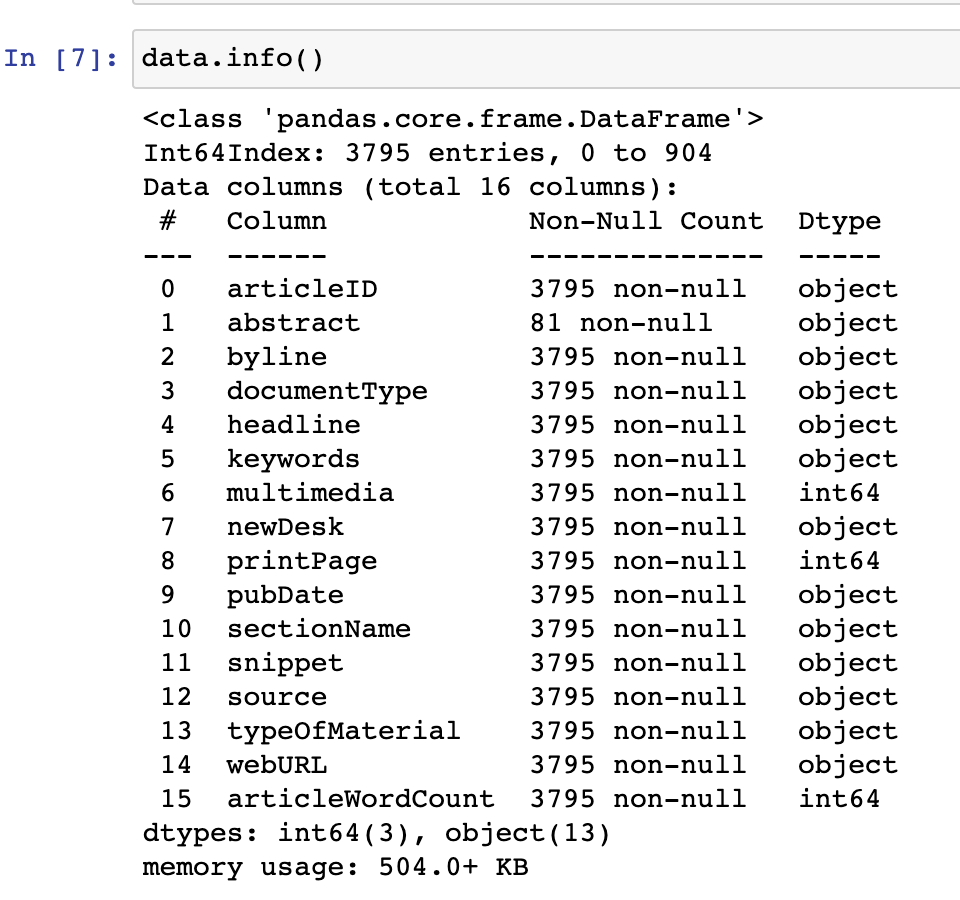 In [7]: data.info()
<class 'pandas.core.frame.DataFrame'>
Int64Index: 3795 entries, 0 to 904
Data columns (total 16 columns):
 #   Column            Non-Null Count  Dtype
---  ------            --------------  -----
 0   articleID         3795 non-null   object
 1   abstract          81 non-null     object
 2   byline            3795 non-null   object
 3   documentType      3795 non-null   object
 4   headline          3795 non-null   object
 5   keywords          3795 non-null   object
 6   multimedia        3795 non-null   int64
 7   newDesk           3795 non-null   object
 8   printPage         3795 non-null   int64
 9   pubDate           3795 non-null   object
 10  sectionName       3795 non-null   object
 11  snippet           3795 non-null   object
 12  source            3795 non-null   object
 13  typeOfMaterial    3795 non-null   object
 14  webURL            3795 non-null   object
 15  articleWordCount  3795 non-null   int64
dtypes: int64(3), object(13)
memory usage: 504.0+ KB